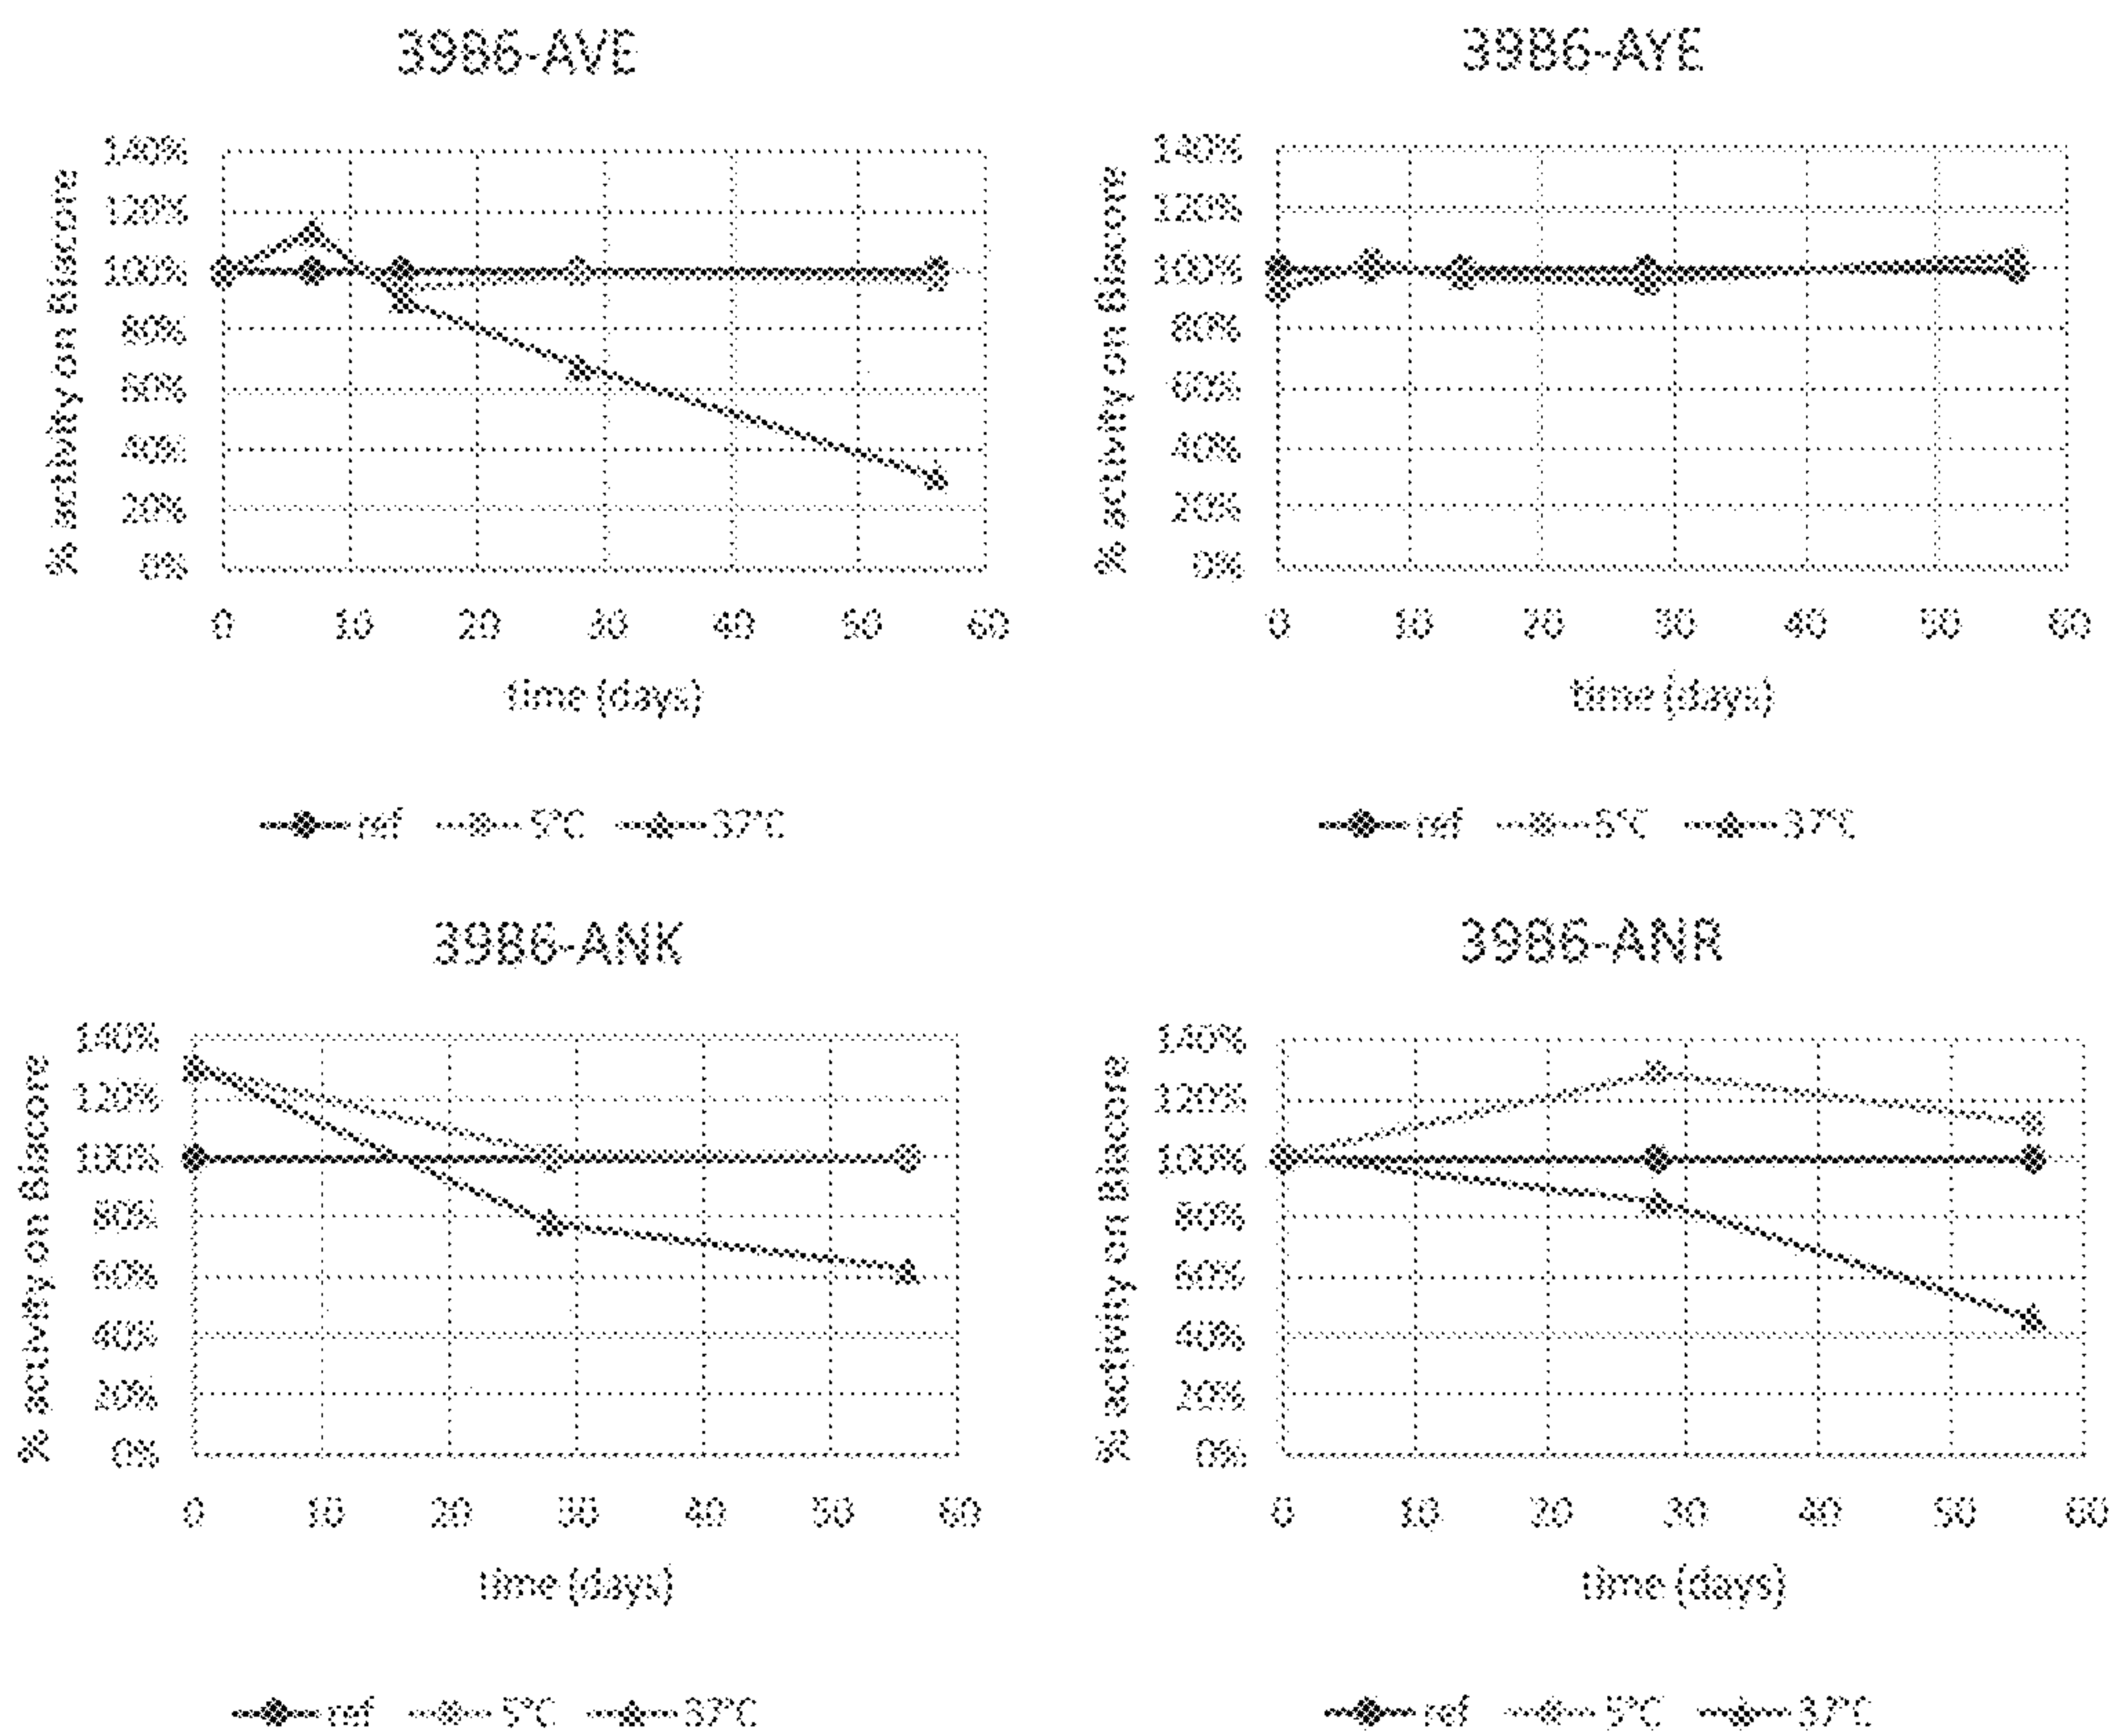 3986-AVE
% activity on Biacore
140%
120%
100%
80%
60%
40%
20%
0%
0 10 20 30 40 50 60
time (days)
ref 5°C 37°C
3986-AYE
% activity on Biacore
140%
120%
100%
80%
60%
40%
20%
0%
0 10 20 30 40 50 60
time (days)
ref 5°C 37°C
3986-ANK
% activity on Biacore
140%
120%
100%
80%
60%
40%
20%
0%
0 10 20 30 40 50 60
time (days)
ref 5°C 37°C
3986-ANR
% activity on Biacore
140%
120%
100%
80%
60%
40%
20%
0%
0 10 20 30 40 50 60
time (days)
ref 5°C 37°C